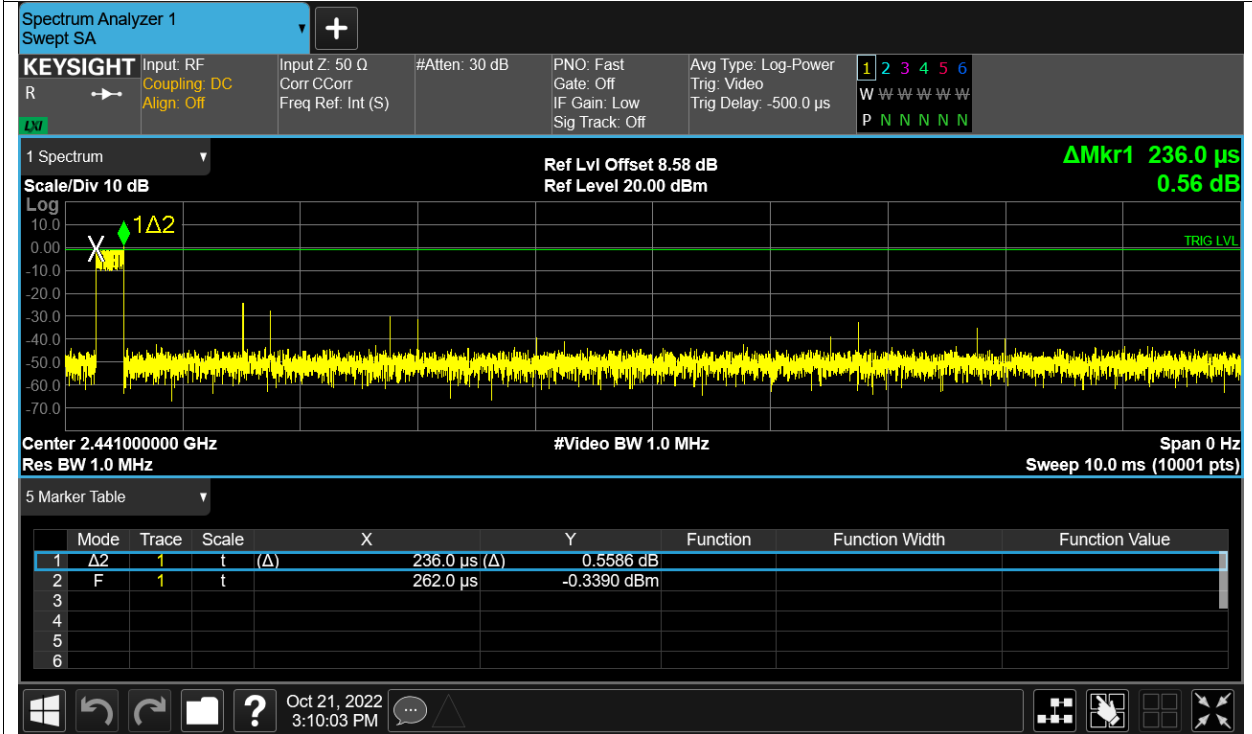 Spectrum Analyzer 1
Swept SA
KEYSIGHT Input: RF Input Z: 50 Ω #Atten: 30 dB PNO: Fast Avg Type: Log-Power 1 2 3 4 5 6
R Coupling: DC Corr CCorr Gate: Off Trig: Video W W W W W W
Align: Off Freq Ref: Int (S) IF Gain: Low Trig Delay: -500.0 µs
LXI Sig Track: Off P N N N N N
1 Spectrum Ref Lvl Offset 8.58 dB ΔMkr1 236.0 µs
Scale/Div 10 dB Ref Level 20.00 dBm 0.56 dB
Log
10.0 1Δ2
0.00 X TRIG LVL
-10.0
-20.0
-30.0
-40.0
-50.0
-60.0
-70.0
Center 2.441000000 GHz #Video BW 1.0 MHz Span 0 Hz
Res BW 1.0 MHz Sweep 10.0 ms (10001 pts)
5 Marker Table
Mode Trace Scale X Y Function Function Width Function Value
1 Δ2 1 t (Δ) 236.0 µs (Δ) 0.5586 dB
2 F 1 t 262.0 µs -0.3390 dBm
3
4
5
6
? Oct 21, 2022
3:10:03 PM